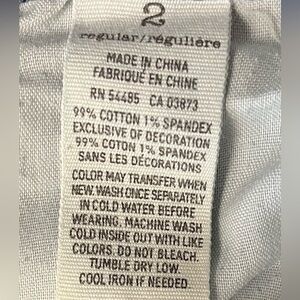 2
regular/régulière
MADE IN CHINA
FABRIQUÉ EN CHINE
RN 54485 CA 03873
99% COTTON 1% SPANDEX
EXCLUSIVE OF DECORATION
99% COTTON 1% SPANDEX
SANS LES DÉCORATIONS
COLOR MAY TRANSFER WHEN
NEW. WASH ONCE SEPARATELY
IN COLD WATER BEFORE
WEARING. MACHINE WASH
COLD INSIDE OUT WITH LIKE
COLORS. DO NOT BLEACH.
TUMBLE DRY LOW.
COOL IRON IF NEEDED